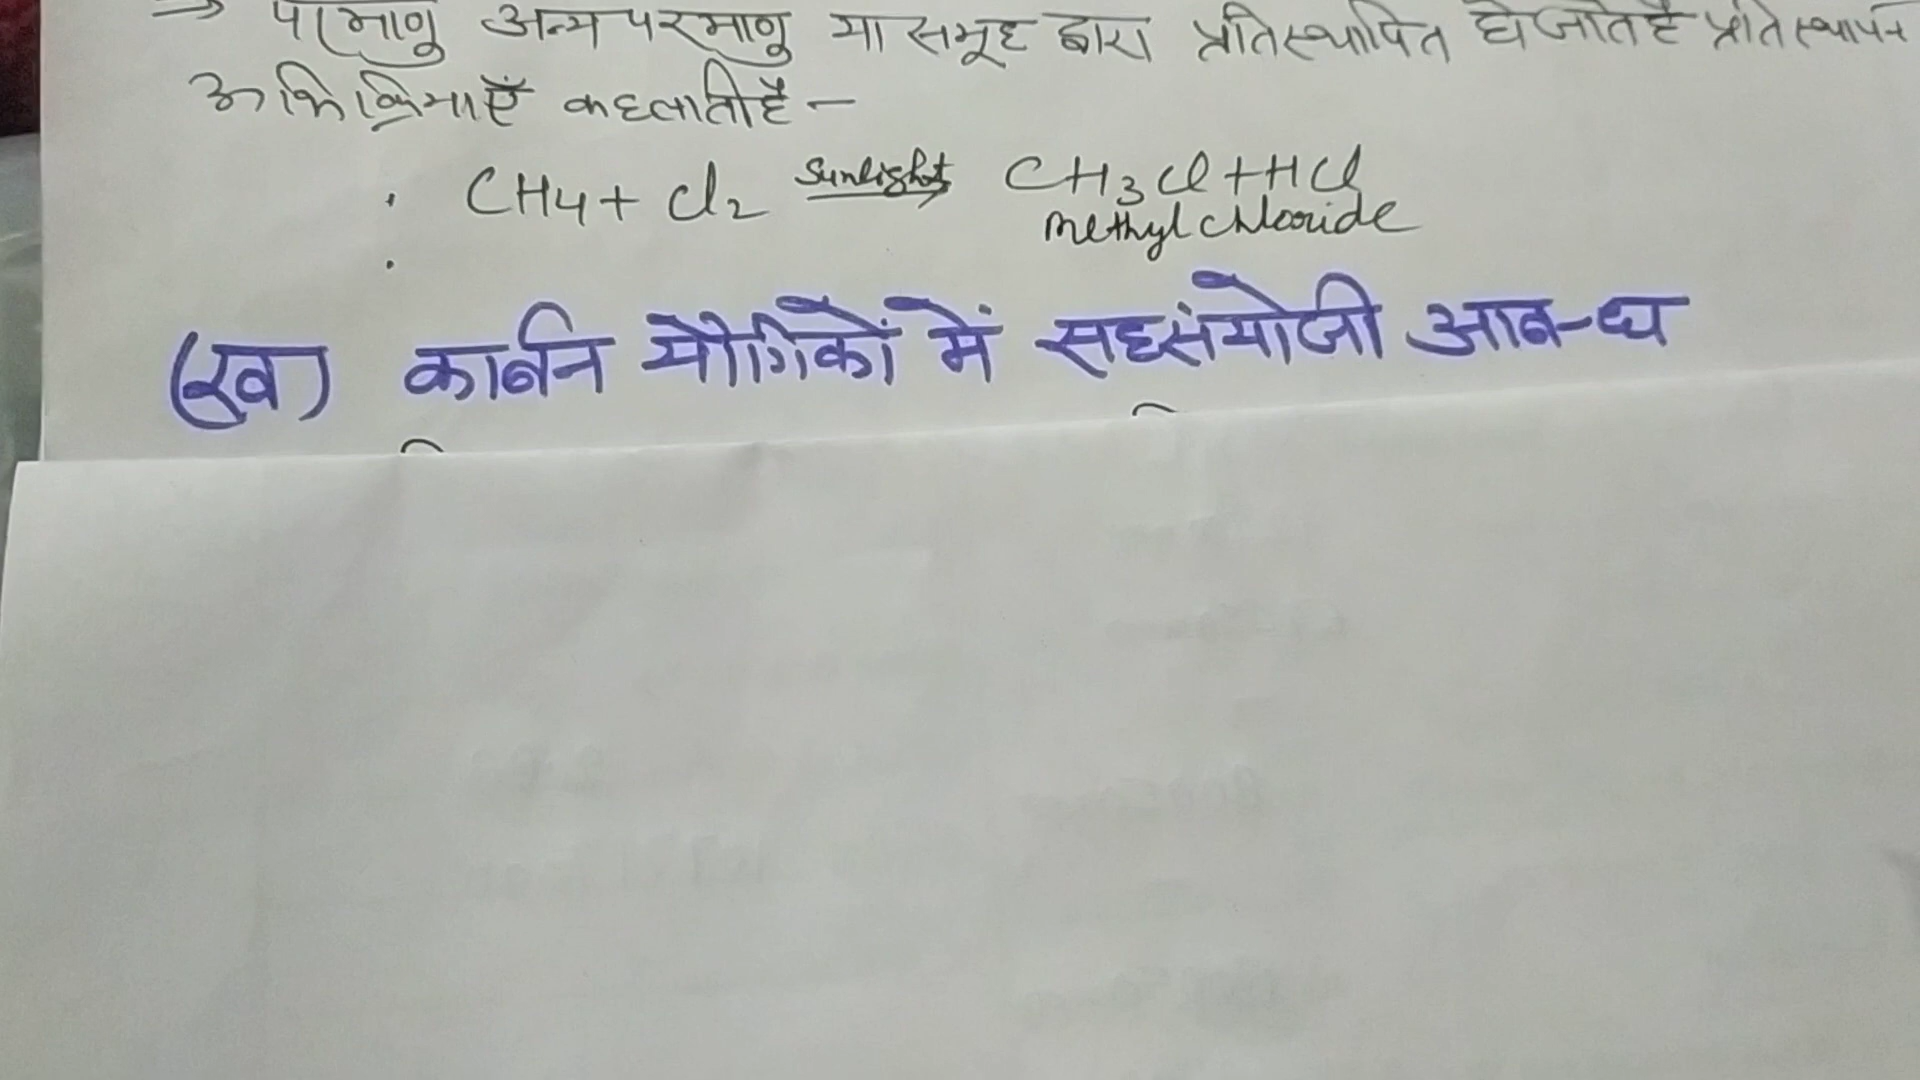 → परमाणु अन्य परमाणु या समूह द्वारा प्रतिस्थापित हो जाते है प्रतिस्थापन
अभिक्रियाएँ कहलाती है –
CH4 + Cl2 Sunlight→ CH3Cl + HCl
Methyl chloride
(ख) कार्बन यौगिकों में सहसंयोजी आबन्ध